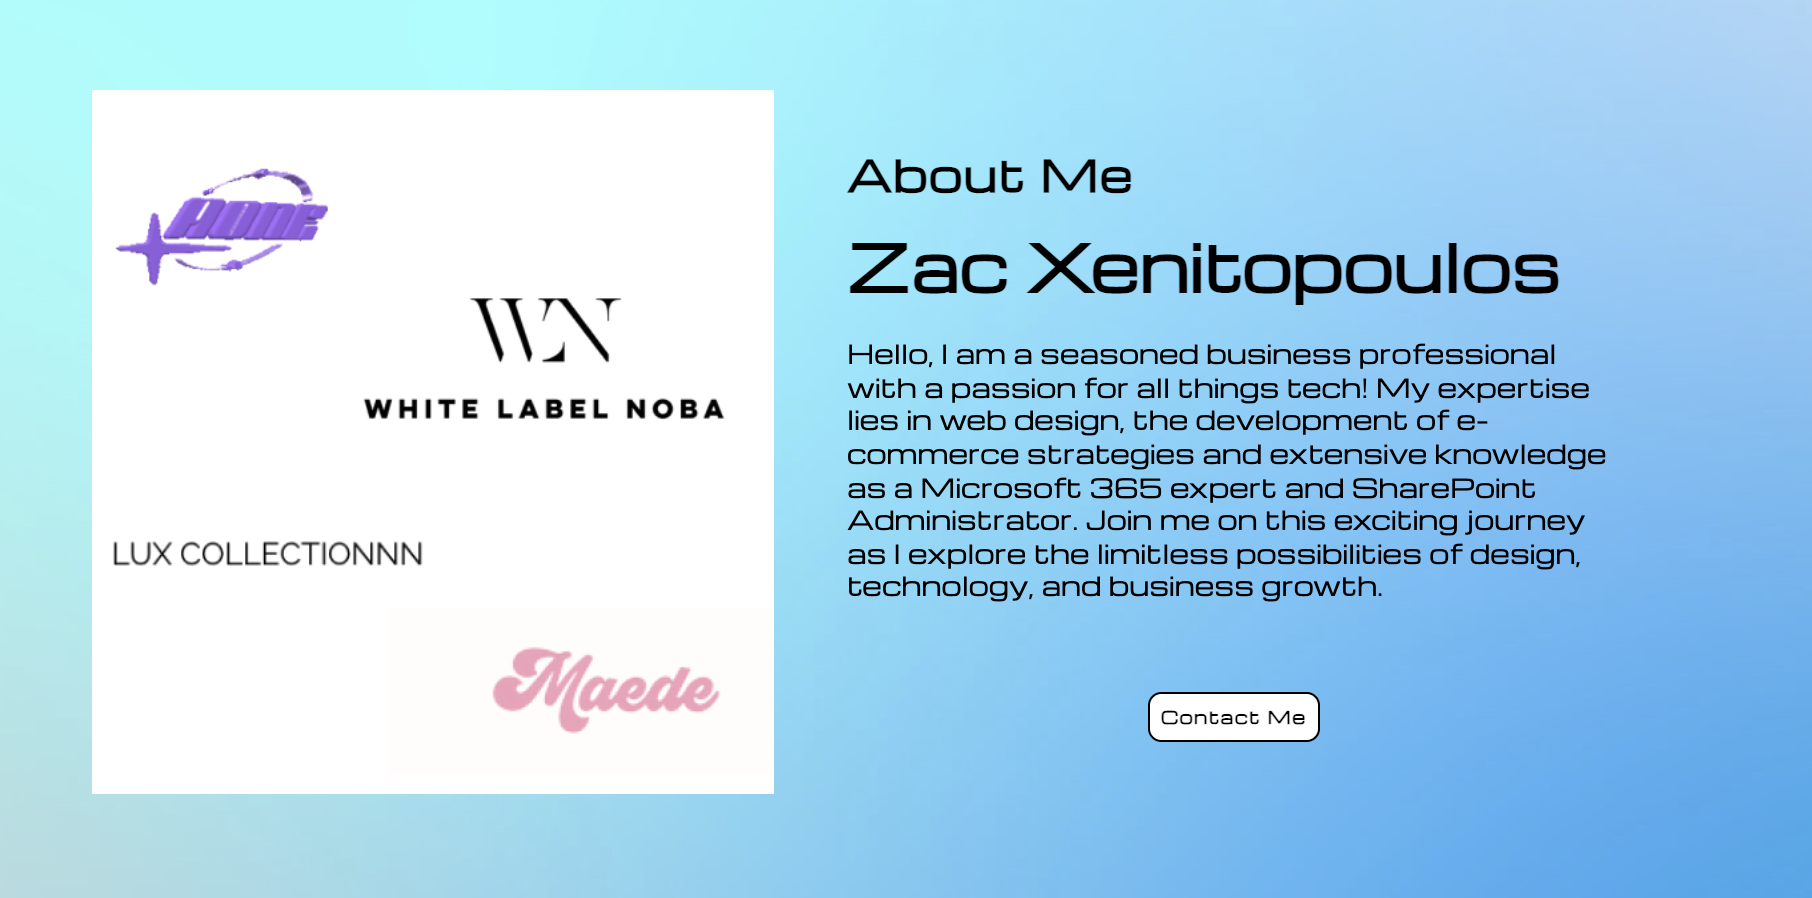 HOME
WN
WHITE LABEL NOBA
LUX COLLECTIONNN
Maede
About Me
Zac Xenitopoulos
Hello, I am a seasoned business professional
with a passion for all things tech! My expertise
lies in web design, the development of e-
commerce strategies and extensive knowledge
as a Microsoft 365 expert and SharePoint
Administrator. Join me on this exciting journey
as I explore the limitless possibilities of design,
technology, and business growth.
Contact Me